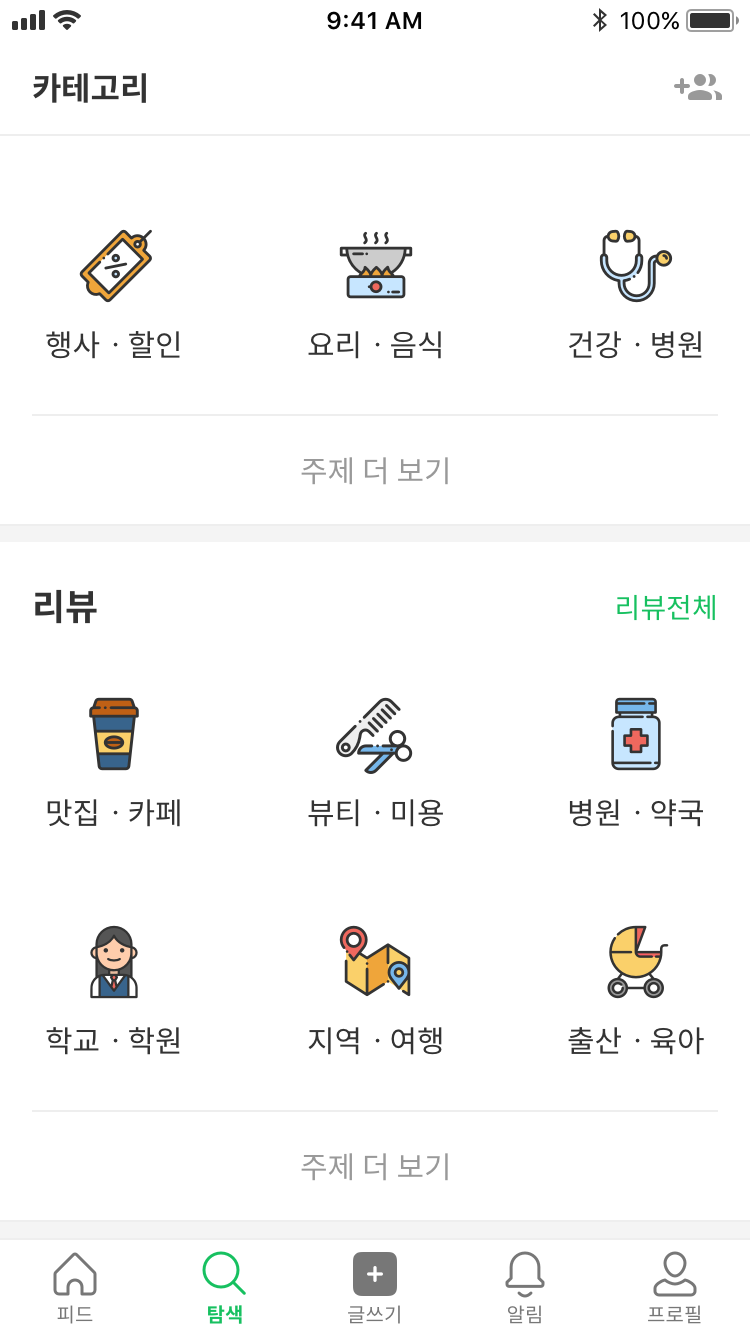 9:41 AM 100%
카테고리
행사 · 할인 요리 · 음식 건강 · 병원
주제 더 보기
리뷰 리뷰전체
맛집 · 카페 뷰티 · 미용 병원 · 약국
학교 · 학원 지역 · 여행 출산 · 육아
주제 더 보기
피드 탐색 글쓰기 알림 프로필